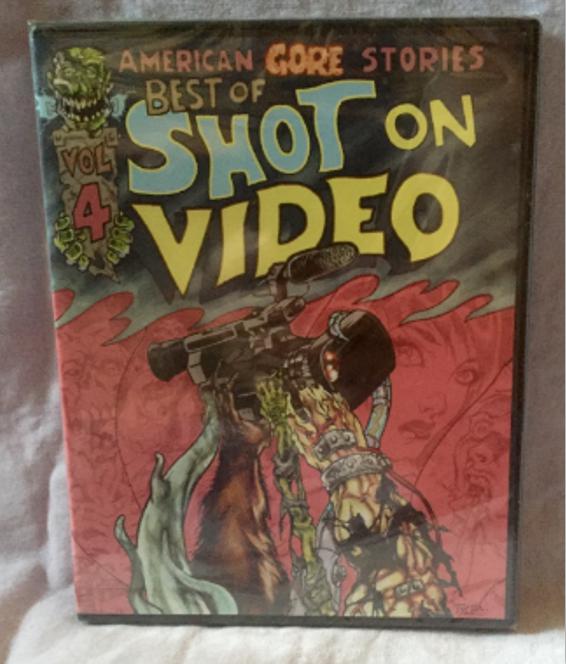 AMERICAN GORE STORIES
BEST OF
SHOT ON
VIDEO
VOL
4